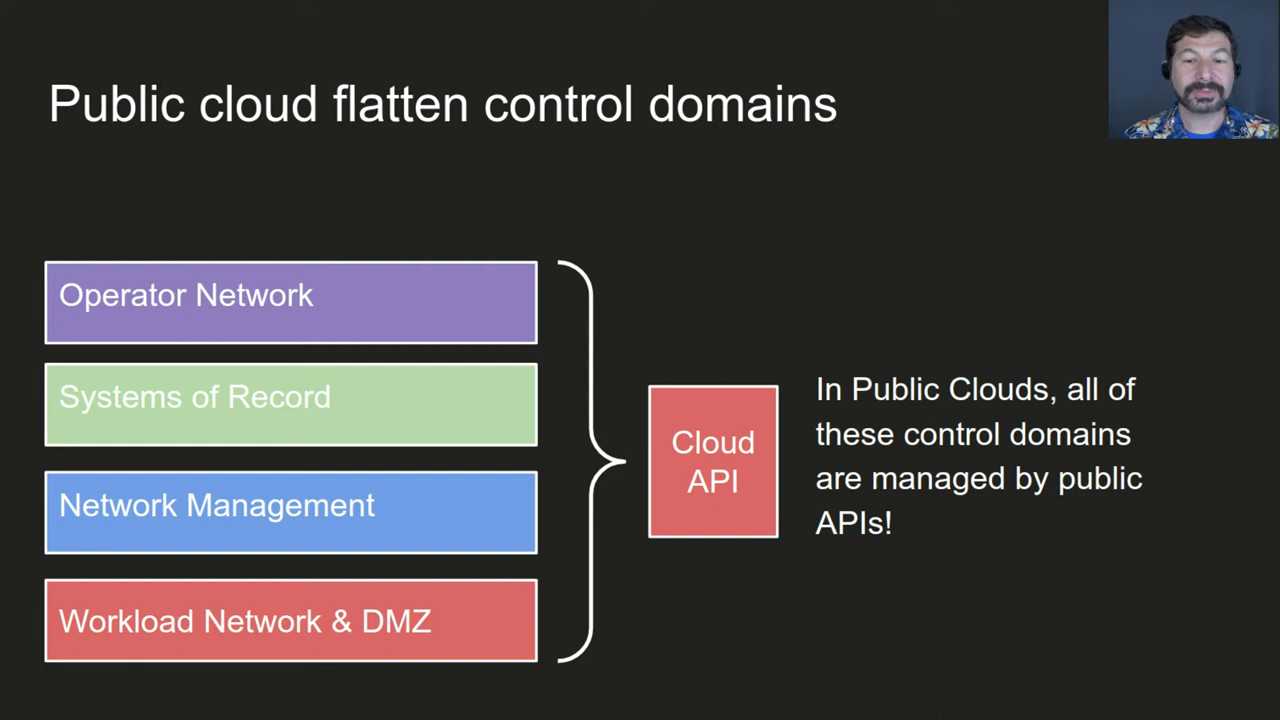 Public cloud flatten control domains
Operator Network
Systems of Record
Network Management
Workload Network & DMZ
Cloud
API
In Public Clouds, all of
these control domains
are managed by public
APIs!